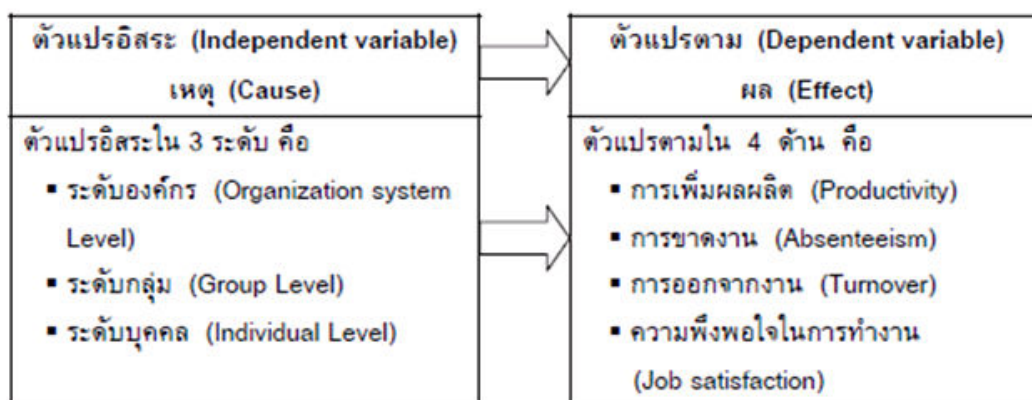 ตัวแปรอิสระ (Independent variable)
เหตุ (Cause)
ตัวแปรอิสระใน 3 ระดับ คือ
▪ ระดับองค์กร (Organization system
Level)
▪ ระดับกลุ่ม (Group Level)
▪ ระดับบุคคล (Individual Level)
ตัวแปรตาม (Dependent variable)
ผล (Effect)
ตัวแปรตามใน 4 ด้าน คือ
▪ การเพิ่มผลผลิต (Productivity)
▪ การขาดงาน (Absenteeism)
▪ การออกจากงาน (Turnover)
▪ ความพึงพอใจในการทำงาน
(Job satisfaction)